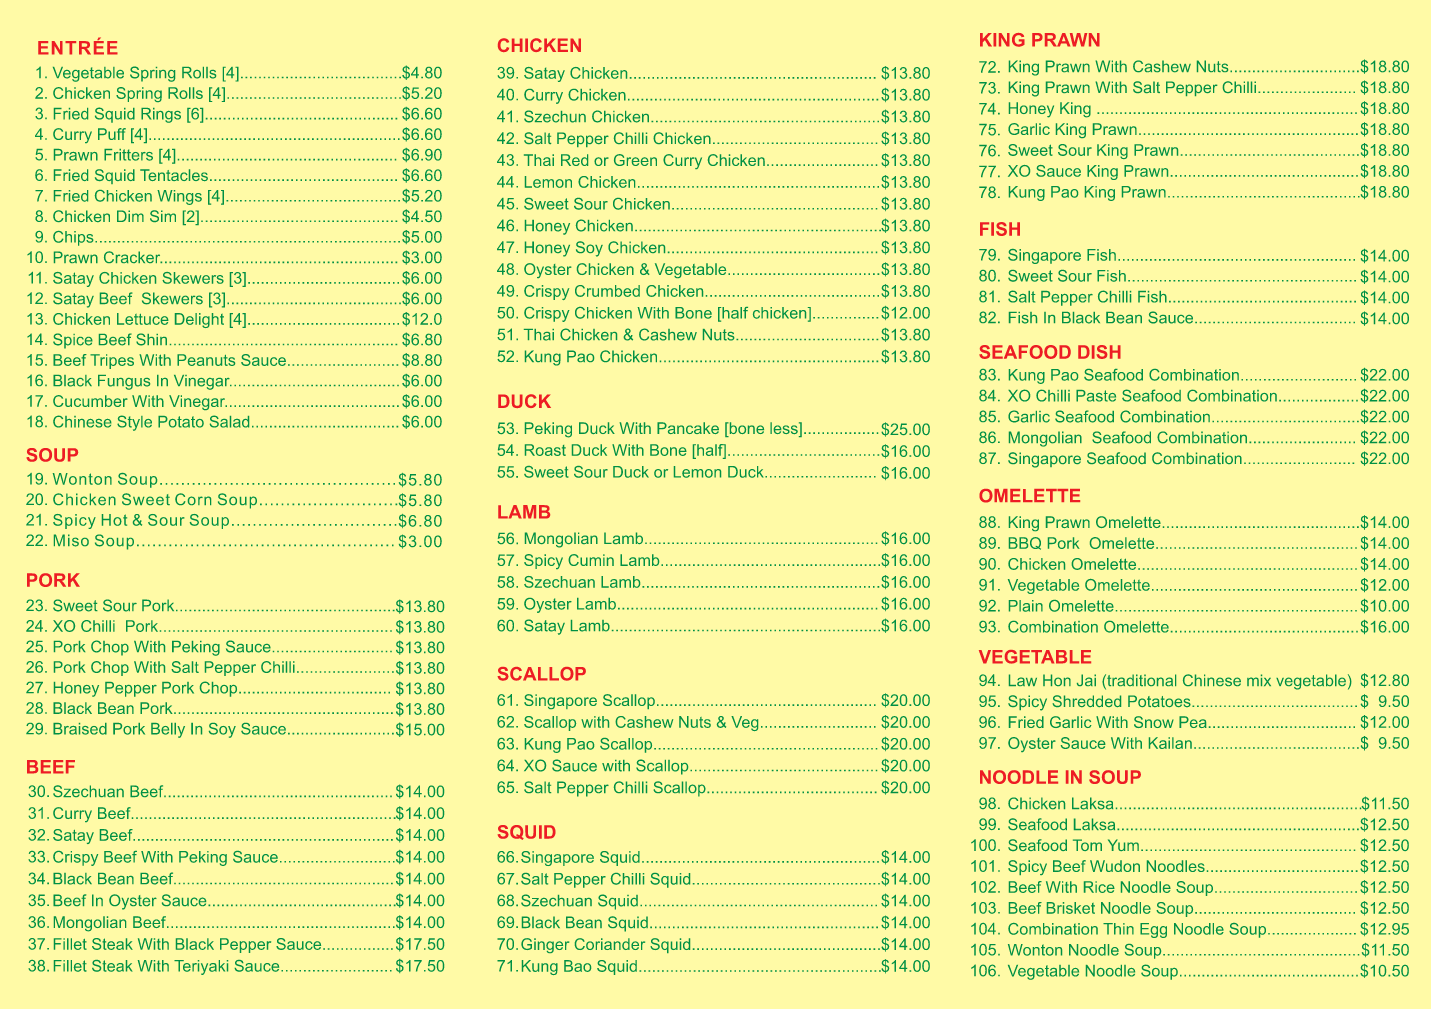 ENTRÉE
1. Vegetable Spring Rolls [4]..................................$4.80
2. Chicken Spring Rolls [4].....................................$5.20
3. Fried Squid Rings [6].........................................$6.60
4. Curry Puff [4].....................................................$6.60
5. Prawn Fritters [4]............................................... $6.90
6. Fried Squid Tentacles........................................ $6.60
7. Fried Chicken Wings [4].....................................$5.20
8. Chicken Dim Sim [2].......................................... $4.50
9. Chips.................................................................$5.00
10. Prawn Cracker.................................................. $3.00
11. Satay Chicken Skewers [3]................................$6.00
12. Satay Beef  Skewers [3]....................................$6.00
13. Chicken Lettuce Delight [4]................................$12.0
14. Spice Beef Shin................................................ $6.80
15. Beef Tripes With Peanuts Sauce....................... $8.80
16. Black Fungus In Vinegar....................................$6.00
17. Cucumber With Vinegar.....................................$6.00
18. Chinese Style Potato Salad...............................$6.00
SOUP
19. Wonton Soup............................................$5.80
20. Chicken Sweet Corn Soup..........................$5.80
21. Spicy Hot & Sour Soup...............................$6.80
22. Miso Soup................................................ $3.00
PORK
23. Sweet Sour Pork...............................................$13.80
24. XO Chilli  Pork.................................................. $13.80
25. Pork Chop With Peking Sauce.......................... $13.80
26. Pork Chop With Salt Pepper Chilli.....................$13.80
27. Honey Pepper Pork Chop................................. $13.80
28. Black Bean Pork...............................................$13.80
29. Braised Pork Belly In Soy Sauce.......................$15.00
BEEF
30. Szechuan Beef................................................. $14.00
31. Curry Beef........................................................$14.00
32. Satay Beef........................................................$14.00
33. Crispy Beef With Peking Sauce.........................$14.00
34. Black Bean Beef...............................................$14.00
35. Beef In Oyster Sauce........................................$14.00
36. Mongolian Beef.................................................$14.00
37. Fillet Steak With Black Pepper Sauce................$17.50
38. Fillet Steak With Teriyaki Sauce........................ $17.50
CHICKEN
39. Satay Chicken..................................................... $13.80
40. Curry Chicken......................................................$13.80
41. Szechun Chicken.................................................$13.80
42. Salt Pepper Chilli Chicken....................................$13.80
43. Thai Red or Green Curry Chicken........................ $13.80
44. Lemon Chicken....................................................$13.80
45. Sweet Sour Chicken............................................ $13.80
46. Honey Chicken.....................................................$13.80
47. Honey Soy Chicken............................................. $13.80
48. Oyster Chicken & Vegetable.................................$13.80
49. Crispy Crumbed Chicken......................................$13.80
50. Crispy Chicken With Bone [half chicken]...............$12.00
51. Thai Chicken & Cashew Nuts...............................$13.80
52. Kung Pao Chicken................................................$13.80
DUCK
53. Peking Duck With Pancake [bone less]................$25.00
54. Roast Duck With Bone [half].................................$16.00
55. Sweet Sour Duck or Lemon Duck........................ $16.00
LAMB
56. Mongolian Lamb...................................................$16.00
57. Spicy Cumin Lamb................................................$16.00
58. Szechuan Lamb....................................................$16.00
59. Oyster Lamb........................................................ $16.00
60. Satay Lamb..........................................................$16.00
SCALLOP
61. Singapore Scallop............................................... $20.00
62. Scallop with Cashew Nuts & Veg......................... $20.00
63. Kung Pao Scallop................................................ $20.00
64. XO Sauce with Scallop.........................................$20.00
65. Salt Pepper Chilli Scallop.................................... $20.00
SQUID
66. Singapore Squid...................................................$14.00
67. Salt Pepper Chilli Squid........................................$14.00
68. Szechuan Squid...................................................$14.00
69. Black Bean Squid.................................................$14.00
70. Ginger Coriander Squid........................................$14.00
71. Kung Bao Squid....................................................$14.00
KING PRAWN
72. King Prawn With Cashew Nuts...........................$18.80
73. King Prawn With Salt Pepper Chilli..................... $18.80
74. Honey King .......................................................$18.80
75. Garlic King Prawn...............................................$18.80
76. Sweet Sour King Prawn......................................$18.80
77. XO Sauce King Prawn........................................$18.80
78. Kung Pao King Prawn.........................................$18.80
FISH
79. Singapore Fish................................................... $14.00
80. Sweet Sour Fish................................................. $14.00
81. Salt Pepper Chilli Fish........................................ $14.00
82. Fish In Black Bean Sauce.................................. $14.00
SEAFOOD DISH
83. Kung Pao Seafood Combination......................... $22.00
84. XO Chilli Paste Seafood Combination.................$22.00
85. Garlic Seafood Combination...............................$22.00
86. Mongolian  Seafood Combination....................... $22.00
87. Singapore Seafood Combination........................ $22.00
OMELETTE
88. King Prawn Omelette..........................................$14.00
89. BBQ Pork  Omelette...........................................$14.00
90. Chicken Omelette...............................................$14.00
91. Vegetable Omelette............................................$12.00
92. Plain Omelette....................................................$10.00
93. Combination Omelette........................................$16.00
VEGETABLE
94. Law Hon Jai (traditional Chinese mix vegetable)  $12.80
95. Spicy Shredded Potatoes...................................$  9.50
96. Fried Garlic With Snow Pea................................$12.00
97. Oyster Sauce With Kailan...................................$  9.50
NOODLE IN SOUP
98. Chicken Laksa....................................................$11.50
99. Seafood Laksa...................................................$12.50
100. Seafood Tom Yum.............................................. $12.50
101. Spicy Beef Wudon Noodles................................$12.50
102. Beef With Rice Noodle Soup.............................. $12.50
103. Beef Brisket Noodle Soup.................................. $12.50
104. Combination Thin Egg Noodle Soup................... $12.95
105. Wonton Noodle Soup..........................................$11.50
106. Vegetable Noodle Soup......................................$10.50